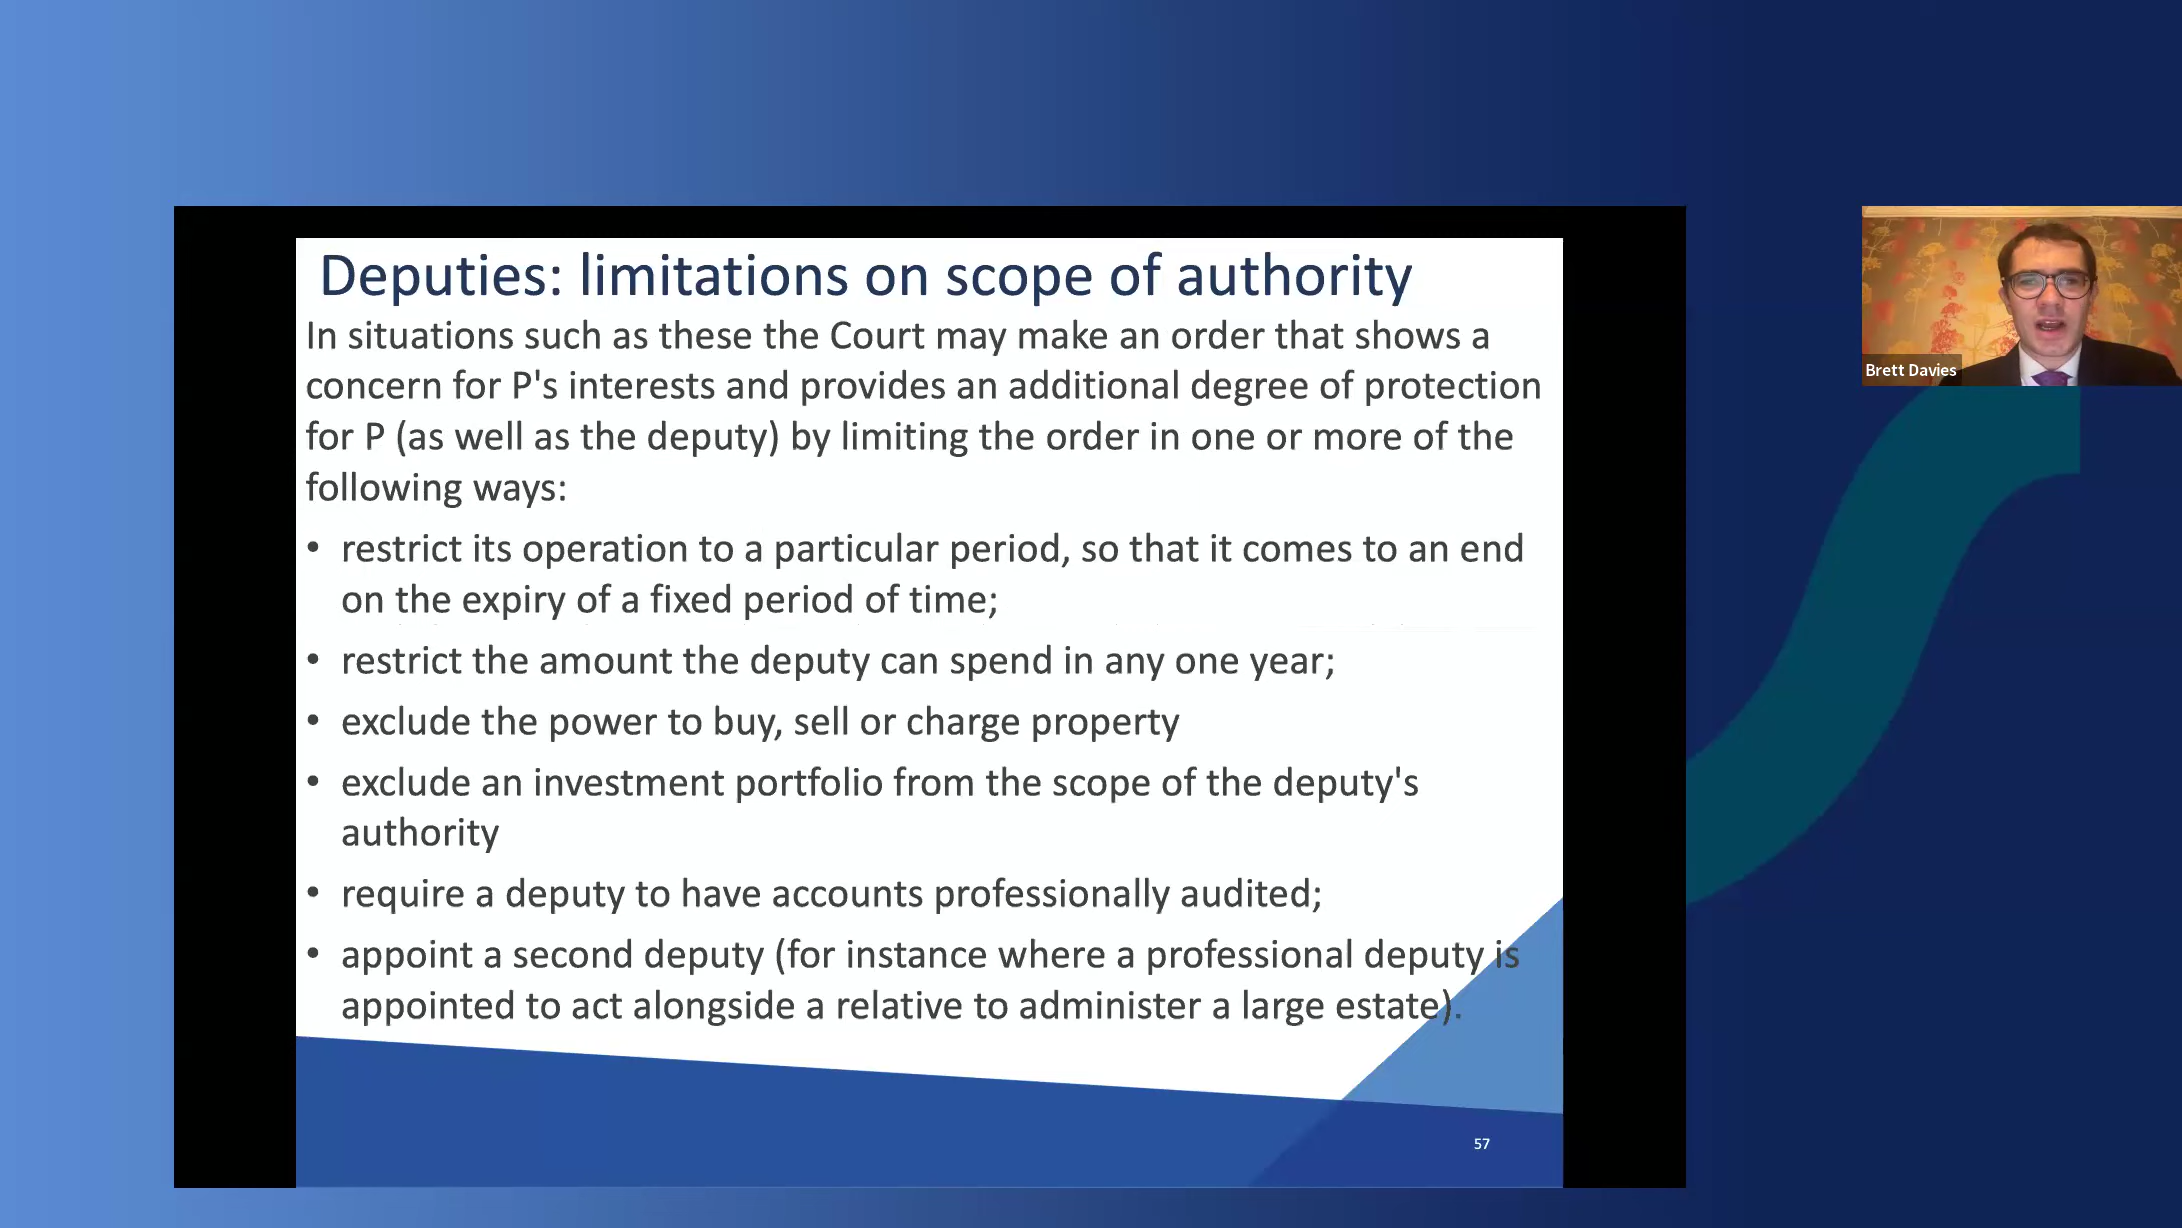 Deputies: limitations on scope of authority
In situations such as these the Court may make an order that shows a
concern for P's interests and provides an additional degree of protection
for P (as well as the deputy) by limiting the order in one or more of the
following ways:
• restrict its operation to a particular period, so that it comes to an end
on the expiry of a fixed period of time;
• restrict the amount the deputy can spend in any one year;
• exclude the power to buy, sell or charge property
• exclude an investment portfolio from the scope of the deputy's
authority
• require a deputy to have accounts professionally audited;
• appoint a second deputy (for instance where a professional deputy is
appointed to act alongside a relative to administer a large estate).
57
Brett Davies